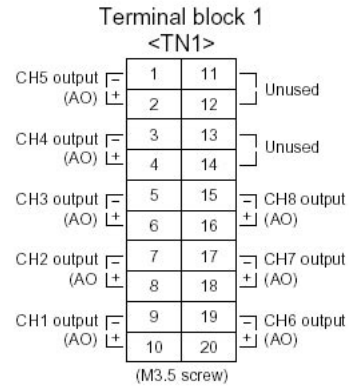 Terminal block 1
<TN1>
CH5 output − 1 11
(AO) + 2 12 Unused
CH4 output − 3 13
(AO) + 4 14 Unused
CH3 output − 5 15 − CH8 output
(AO) + 6 16 + (AO)
CH2 output − 7 17 − CH7 output
(AO + 8 18 + (AO)
CH1 output − 9 19 − CH6 output
(AO) + 10 20 + (AO)
(M3.5 screw)